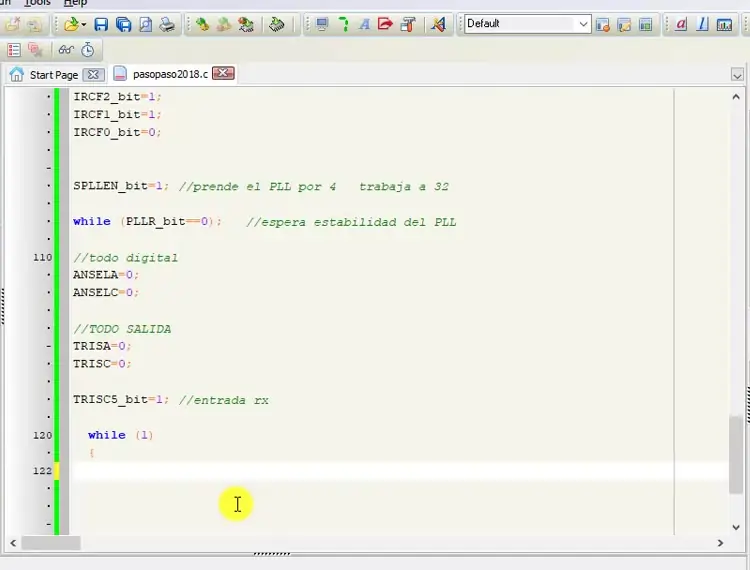 Tools Help
Default
Start Page
pasopaso2018.c
IRCF2_bit=1;
IRCF1_bit=1;
IRCF0_bit=0;
SPLLEN_bit=1; //prende el PLL por 4 trabaja a 32
while (PLLR_bit==0); //espera estabilidad del PLL
110 //todo digital
ANSELA=0;
ANSELC=0;
//TODO SALIDA
TRISA=0;
TRISC=0;
TRISC5_bit=1; //entrada rx
120 while (1)
{
122